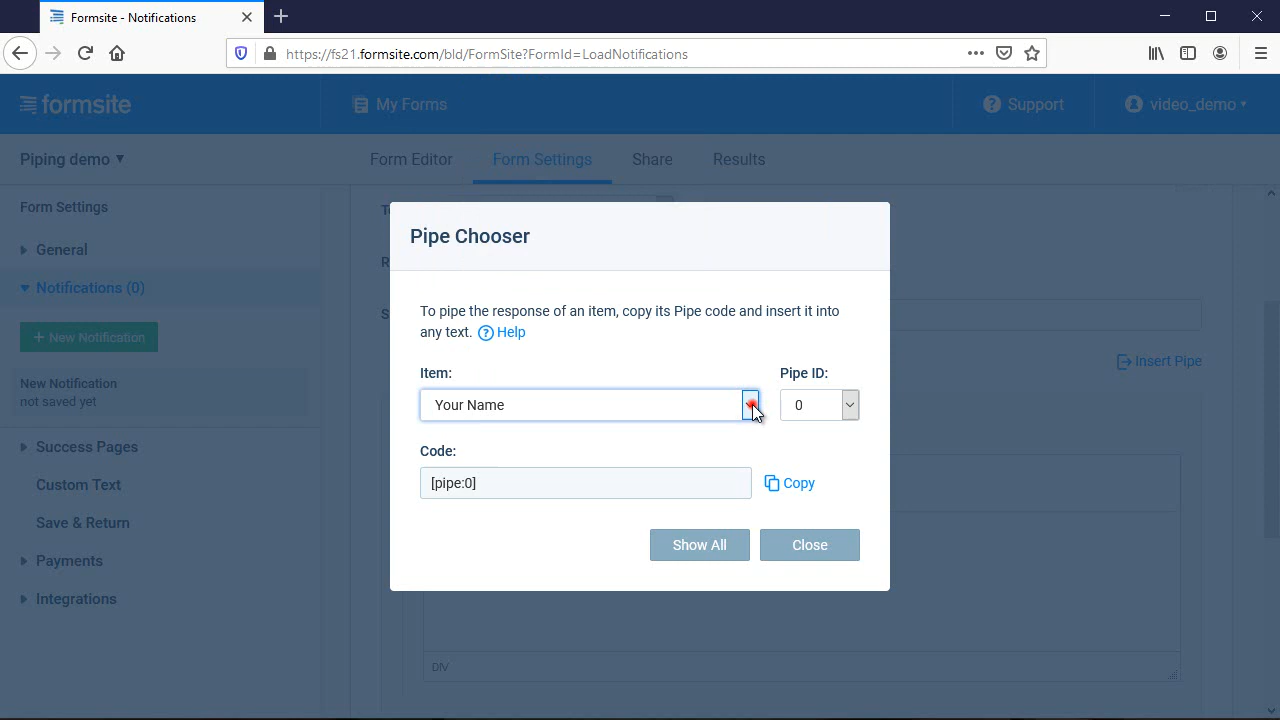 Formsite - Notifications
https://fs21.formsite.com/bld/FormSite?FormId=LoadNotifications
formsite
My Forms
Support
video_demo
Piping demo
Form Editor
Form Settings
Share
Results
Form Settings
General
Notifications (0)
+ New Notification
New Notification
not saved yet
Success Pages
Custom Text
Save & Return
Payments
Integrations
Pipe Chooser
To pipe the response of an item, copy its Pipe code and insert it into
any text. Help
Item:
Pipe ID:
Your Name
0
Code:
[pipe:0]
Copy
Show All
Close
Insert Pipe
DIV